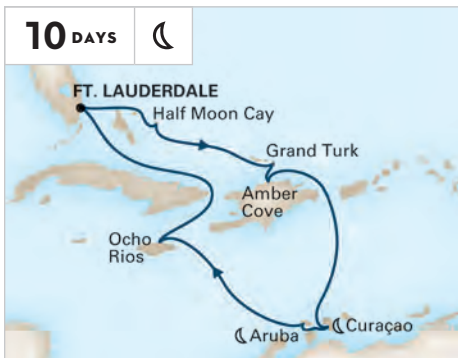 10 DAYS
FT. LAUDERDALE
Half Moon Cay
Grand Turk
Amber
Cove
Ocho
Rios
Curaçao
Aruba